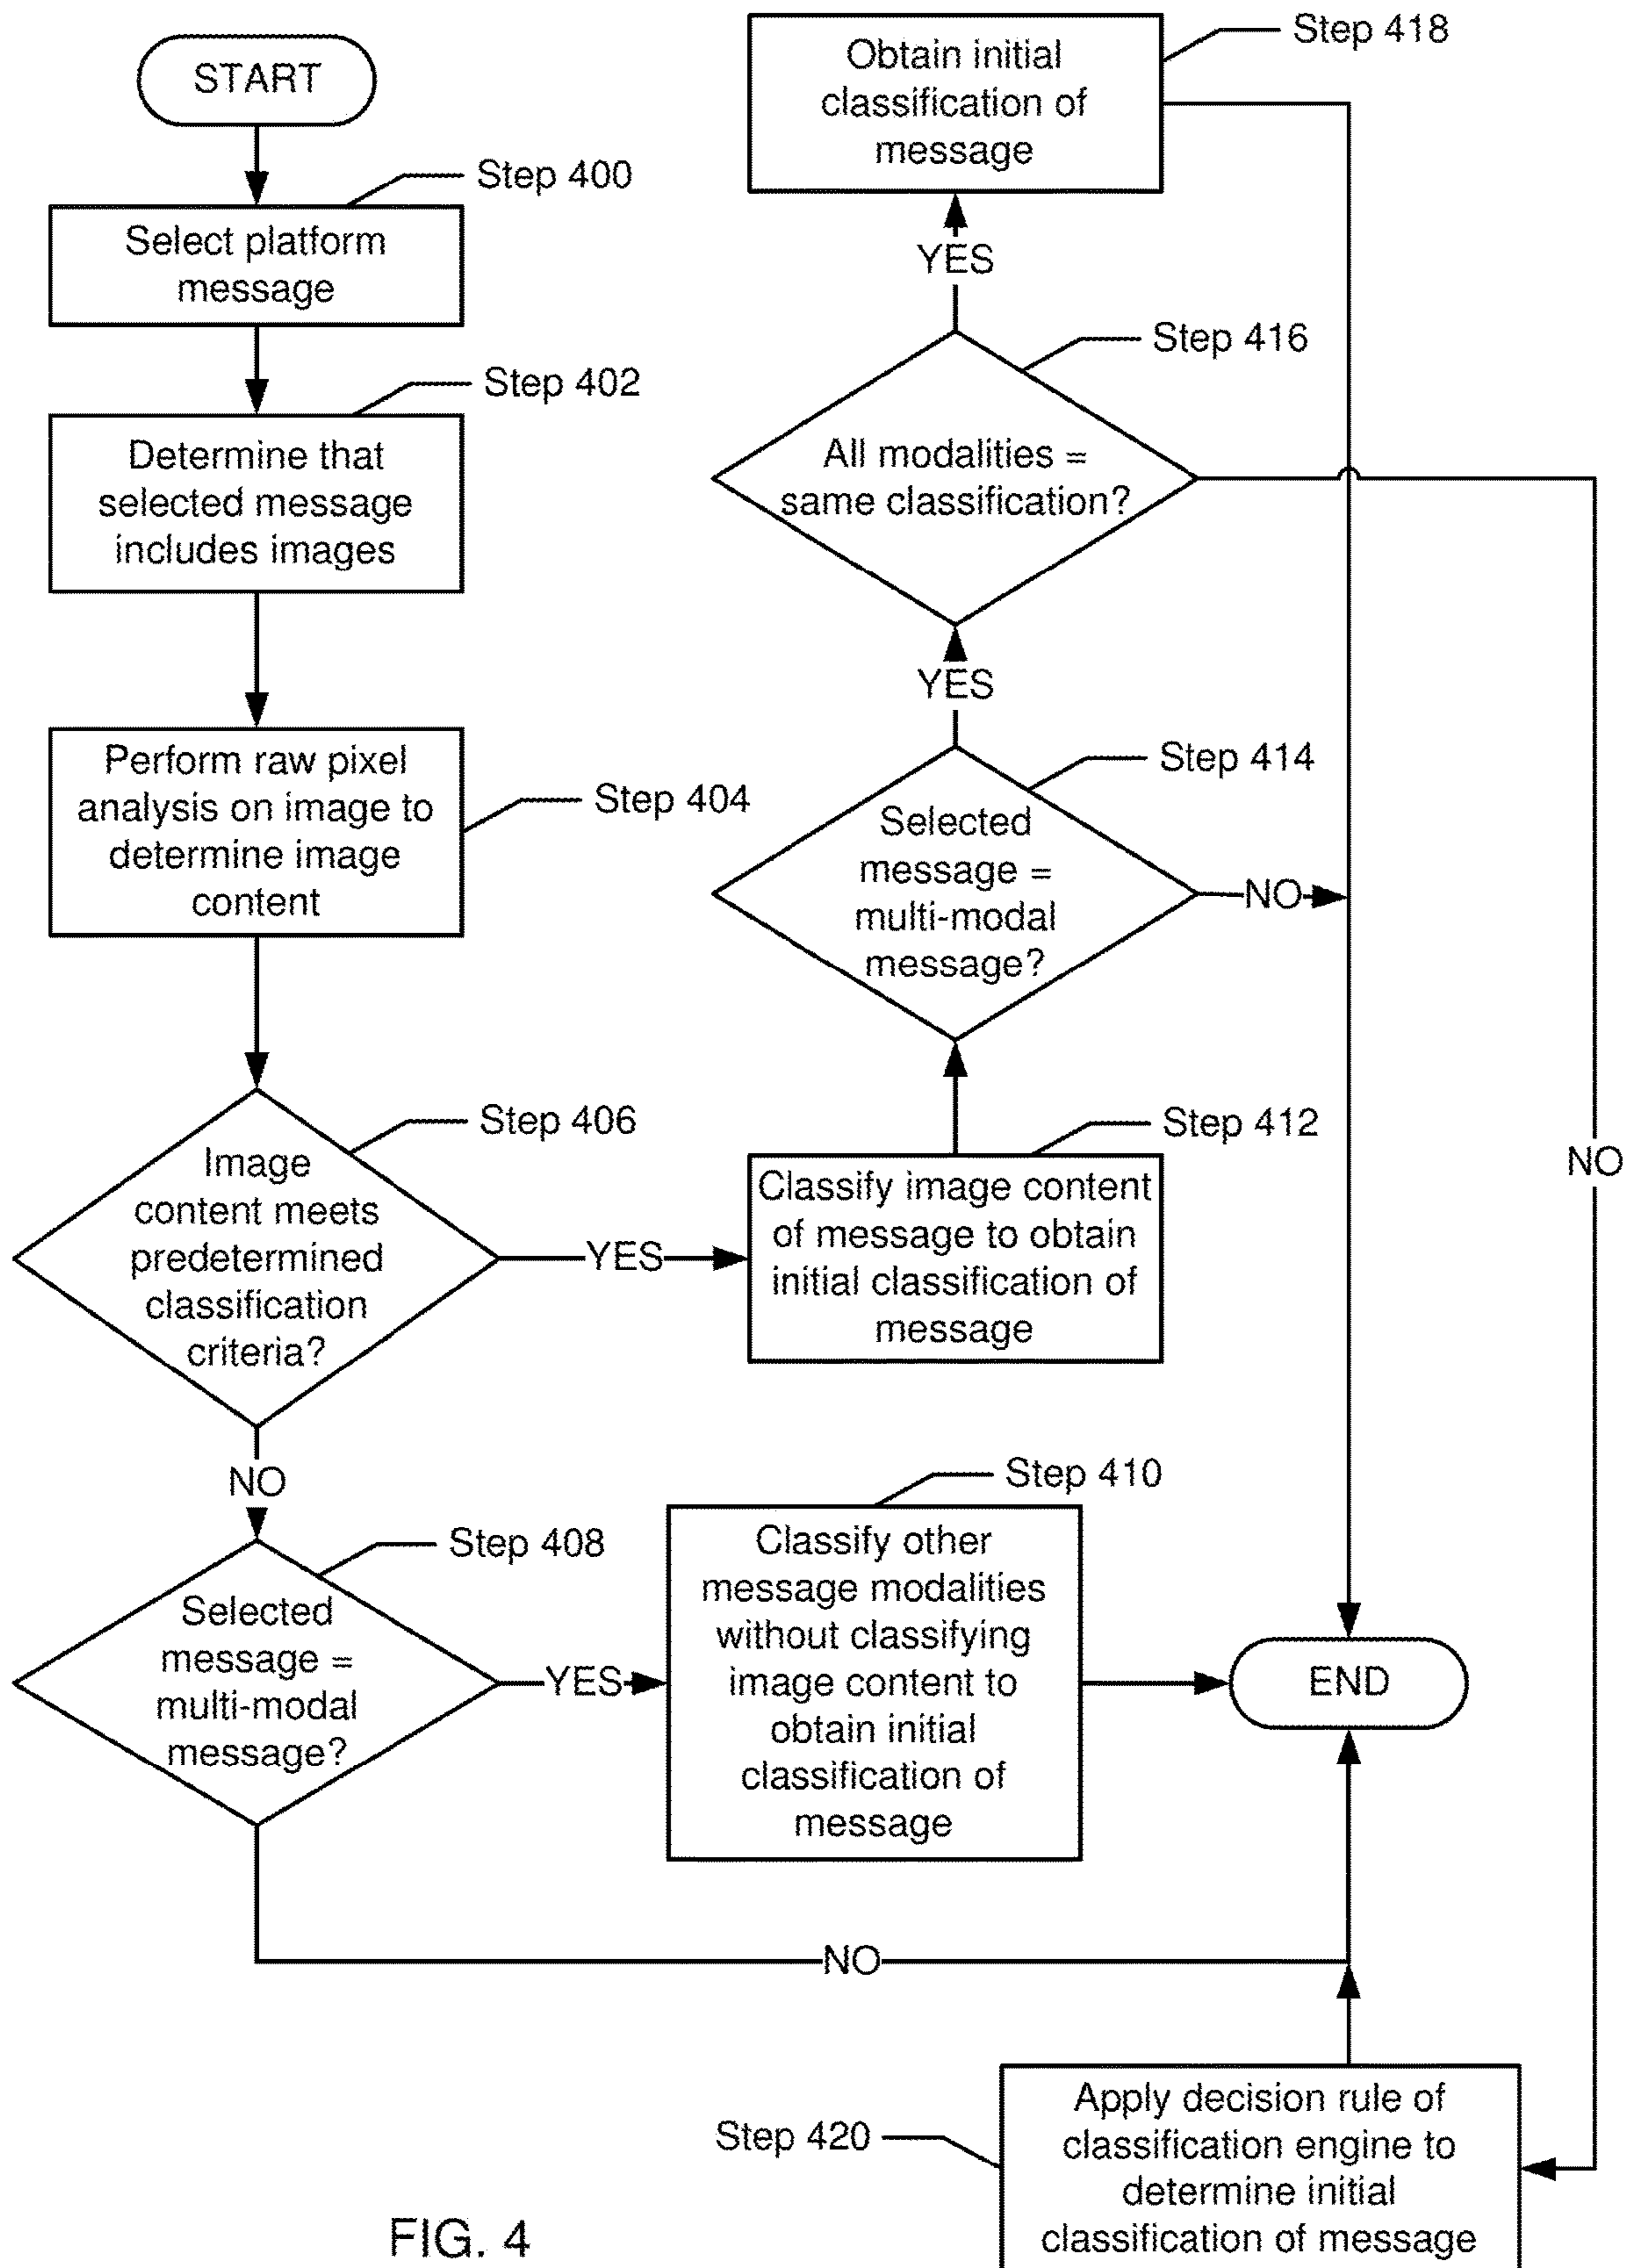 START
Step 400
Select platform
message
Step 402
Determine that
selected message
includes images
Perform raw pixel
analysis on image to
determine image
content
Step 404
Step 406
Image
content meets
predetermined
classification
criteria?
YES
NO
Step 408
Selected
message =
multi-modal
message?
YES
NO
Step 410
Classify other
message modalities
without classifying
image content to
obtain initial
classification of
message
Step 412
Classify image content
of message to obtain
initial classification of
message
Step 414
Selected
message =
multi-modal
message?
NO
YES
Step 416
All modalities =
same classification?
YES
NO
Step 418
Obtain initial
classification of
message
END
Step 420
Apply decision rule of
classification engine to
determine initial
classification of message
FIG. 4